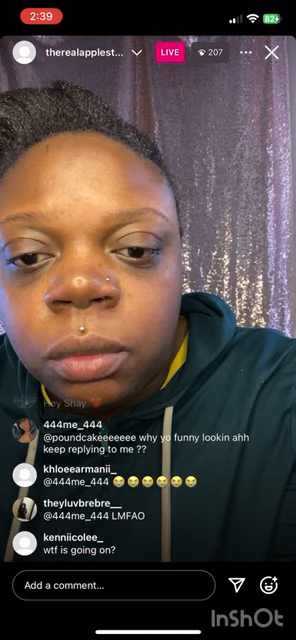 2:39
82
therealapplest...
LIVE
207
Hey Shay ❤️
444me_444
@poundcakeeeeeee why yo funny lookin ahh
keep replying to me ??
khloeearmanii_
@444me_444 😭😭😭😭😭😭
theyluvbrebre__
@444me_444 LMFAO
kenniicolee_
wtf is going on?
Add a comment...
InShOt